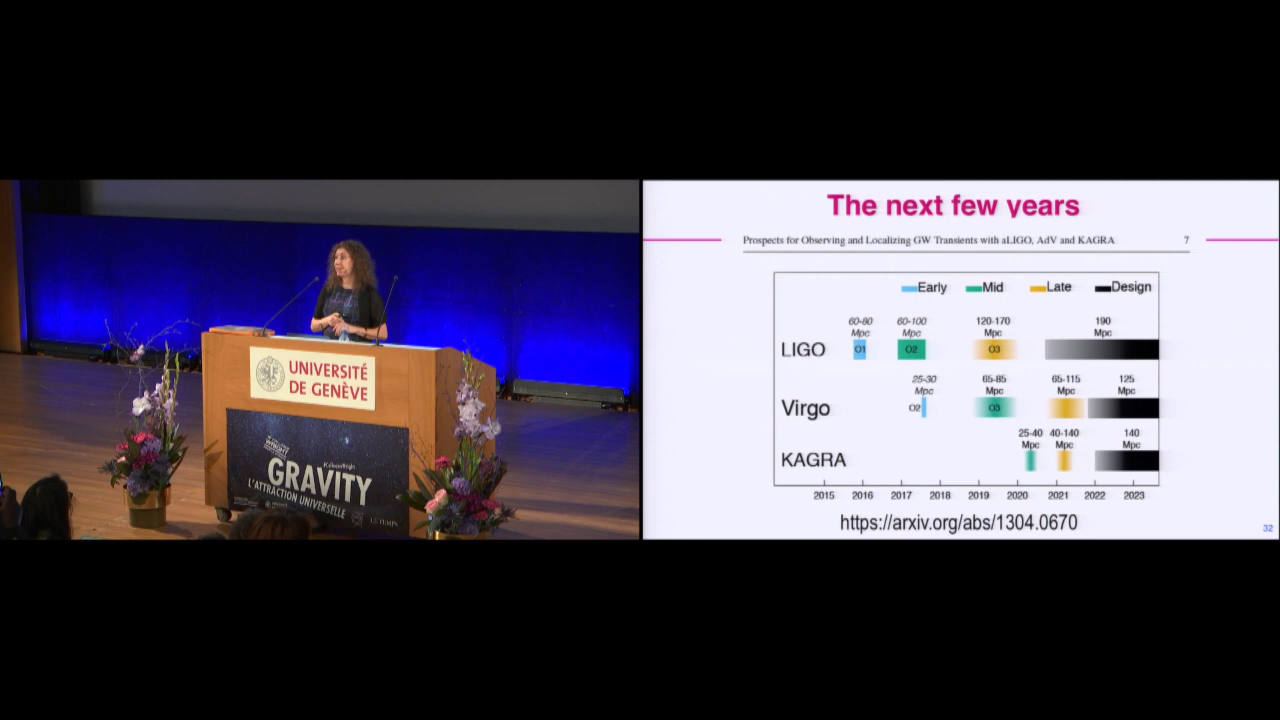 UNIVERSITÉ
DE GENÈVE
GRAVITY
L'ATTRACTION UNIVERSELLE
LE TEMPS
The next few years
Prospects for Observing and Localizing GW Transients with aLIGO, AdV and KAGRA 7
Early Mid Late Design
60-80 60-100 120-170 190
Mpc Mpc Mpc Mpc
LIGO O1 O2 O3
25-30 65-85 65-115 125
Mpc Mpc Mpc Mpc
Virgo O2 O3
25-40 40-140 140
Mpc Mpc Mpc
KAGRA
2015 2016 2017 2018 2019 2020 2021 2022 2023
https://arxiv.org/abs/1304.0670
32